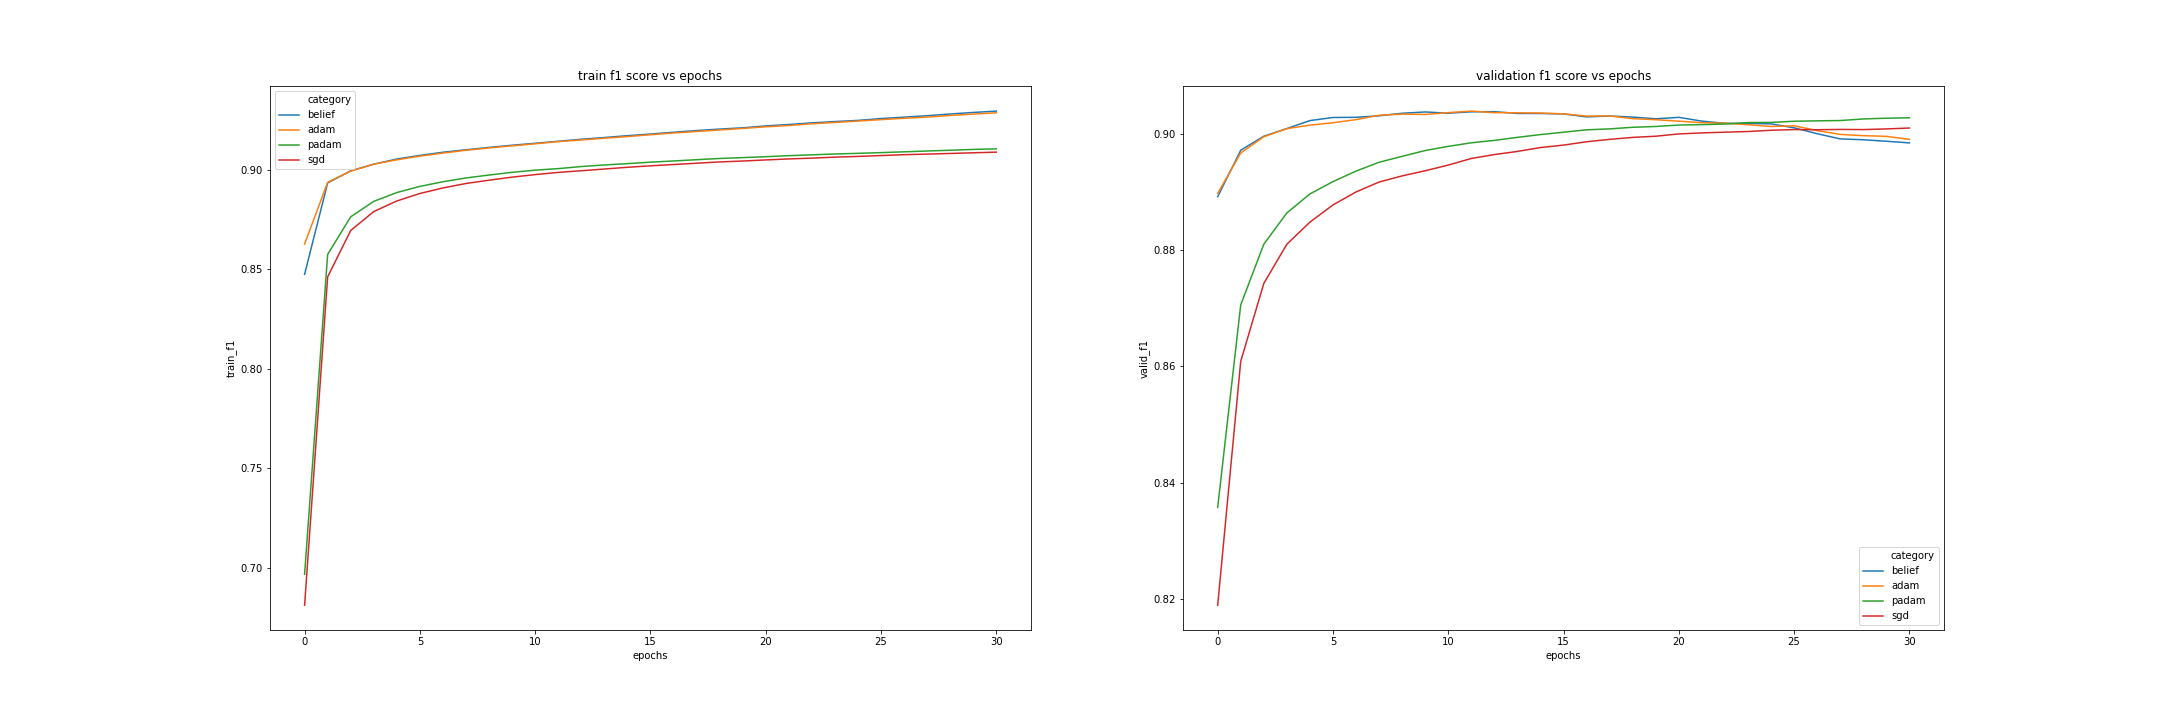 train f1 score vs epochs
category
belief
adam
padam
sgd
0.90
0.85
0.80
0.75
0.70
train_f1
0 5 10 15 20 25 30
epochs
validation f1 score vs epochs
0.90
0.88
0.86
0.84
0.82
valid_f1
category
belief
adam
padam
sgd
0 5 10 15 20 25 30
epochs